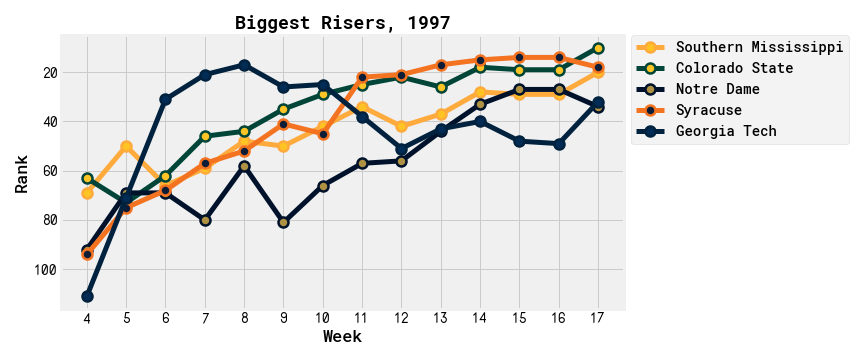 Biggest Risers, 1997
Southern Mississippi
Colorado State
Notre Dame
Syracuse
Georgia Tech
Rank
20
40
60
80
100
4 5 6 7 8 9 10 11 12 13 14 15 16 17
Week